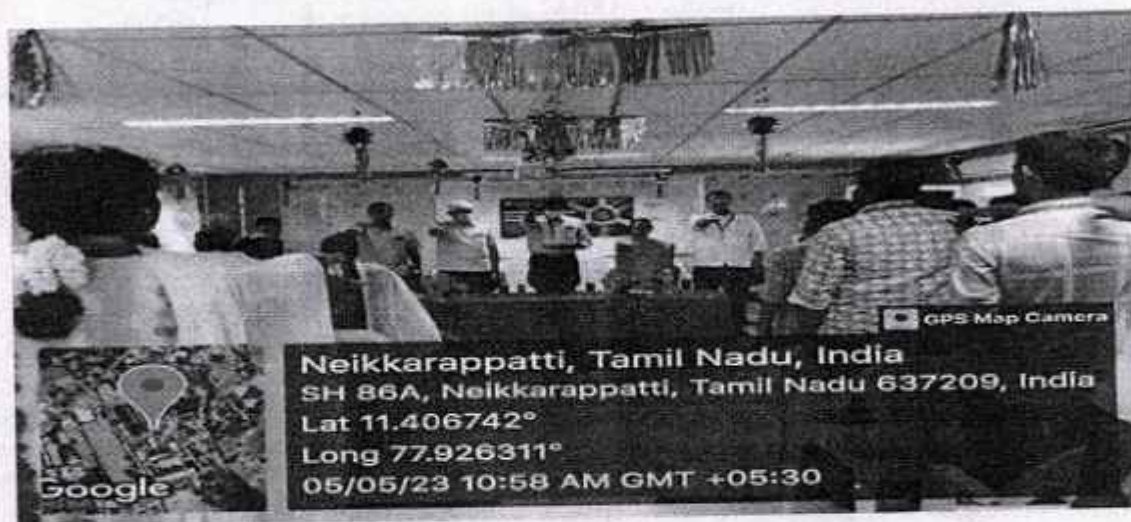 GPS Map Camera
Neikkarappatti, Tamil Nadu, India
SH 86A, Neikkarappatti, Tamil Nadu 637209, India
Lat 11.406742°
Long 77.926311°
05/05/23 10:58 AM GMT +05:30
Google